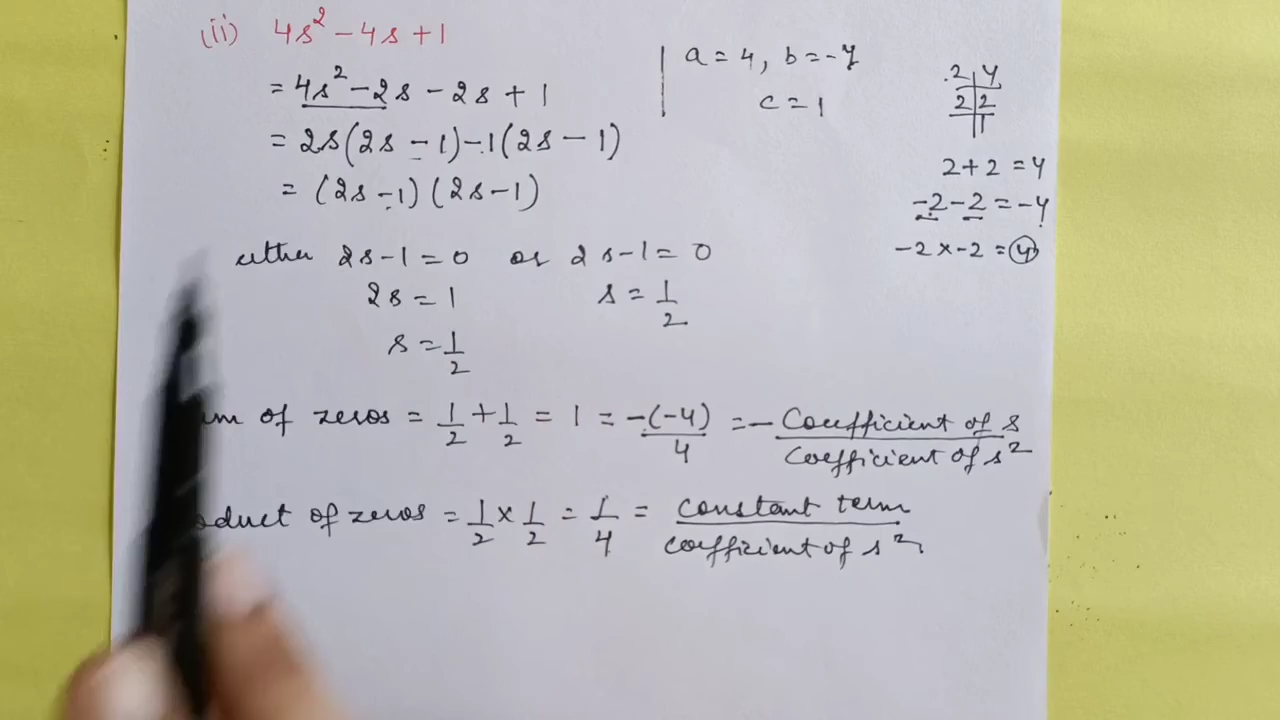 (ii) 4s² - 4s + 1
= 4s² - 2s - 2s + 1
= 2s(2s - 1) - 1(2s - 1)
= (2s - 1) (2s - 1)
either 2s - 1 = 0 or 2s - 1 = 0
2s = 1 s = 1/2
s = 1/2
of zeros = 1/2 + 1/2 = 1 = -(-4)/4 = - Coefficient of s / Coefficient of s²
of zeros = 1/2 × 1/2 = 1/4 = constant term / coefficient of s²
a = 4, b = -4
c = 1
2 | 4
2 | 2
| 1
2 + 2 = 4
-2 - 2 = -4
-2 × -2 = 4